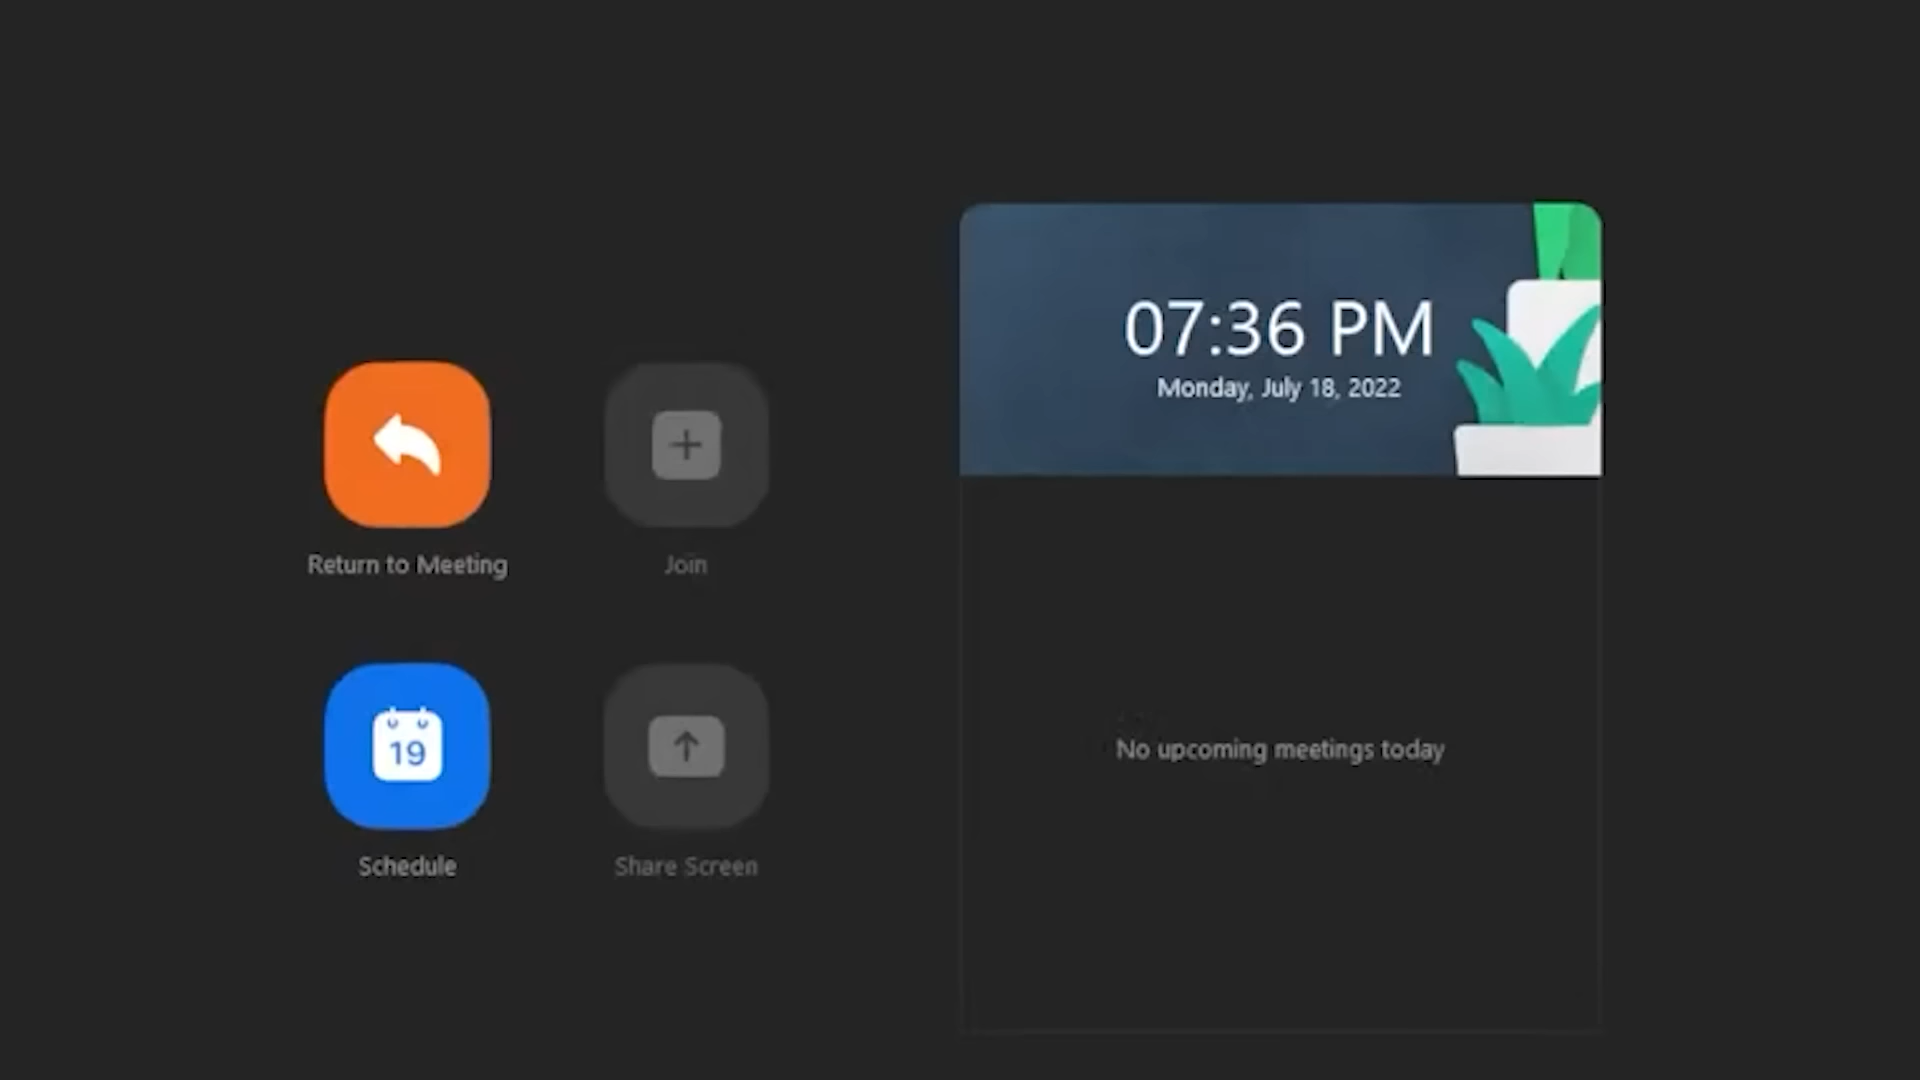 07:36 PM
Monday, July 18, 2022
Return to Meeting
Join
19
Schedule
Share Screen
No upcoming meetings today